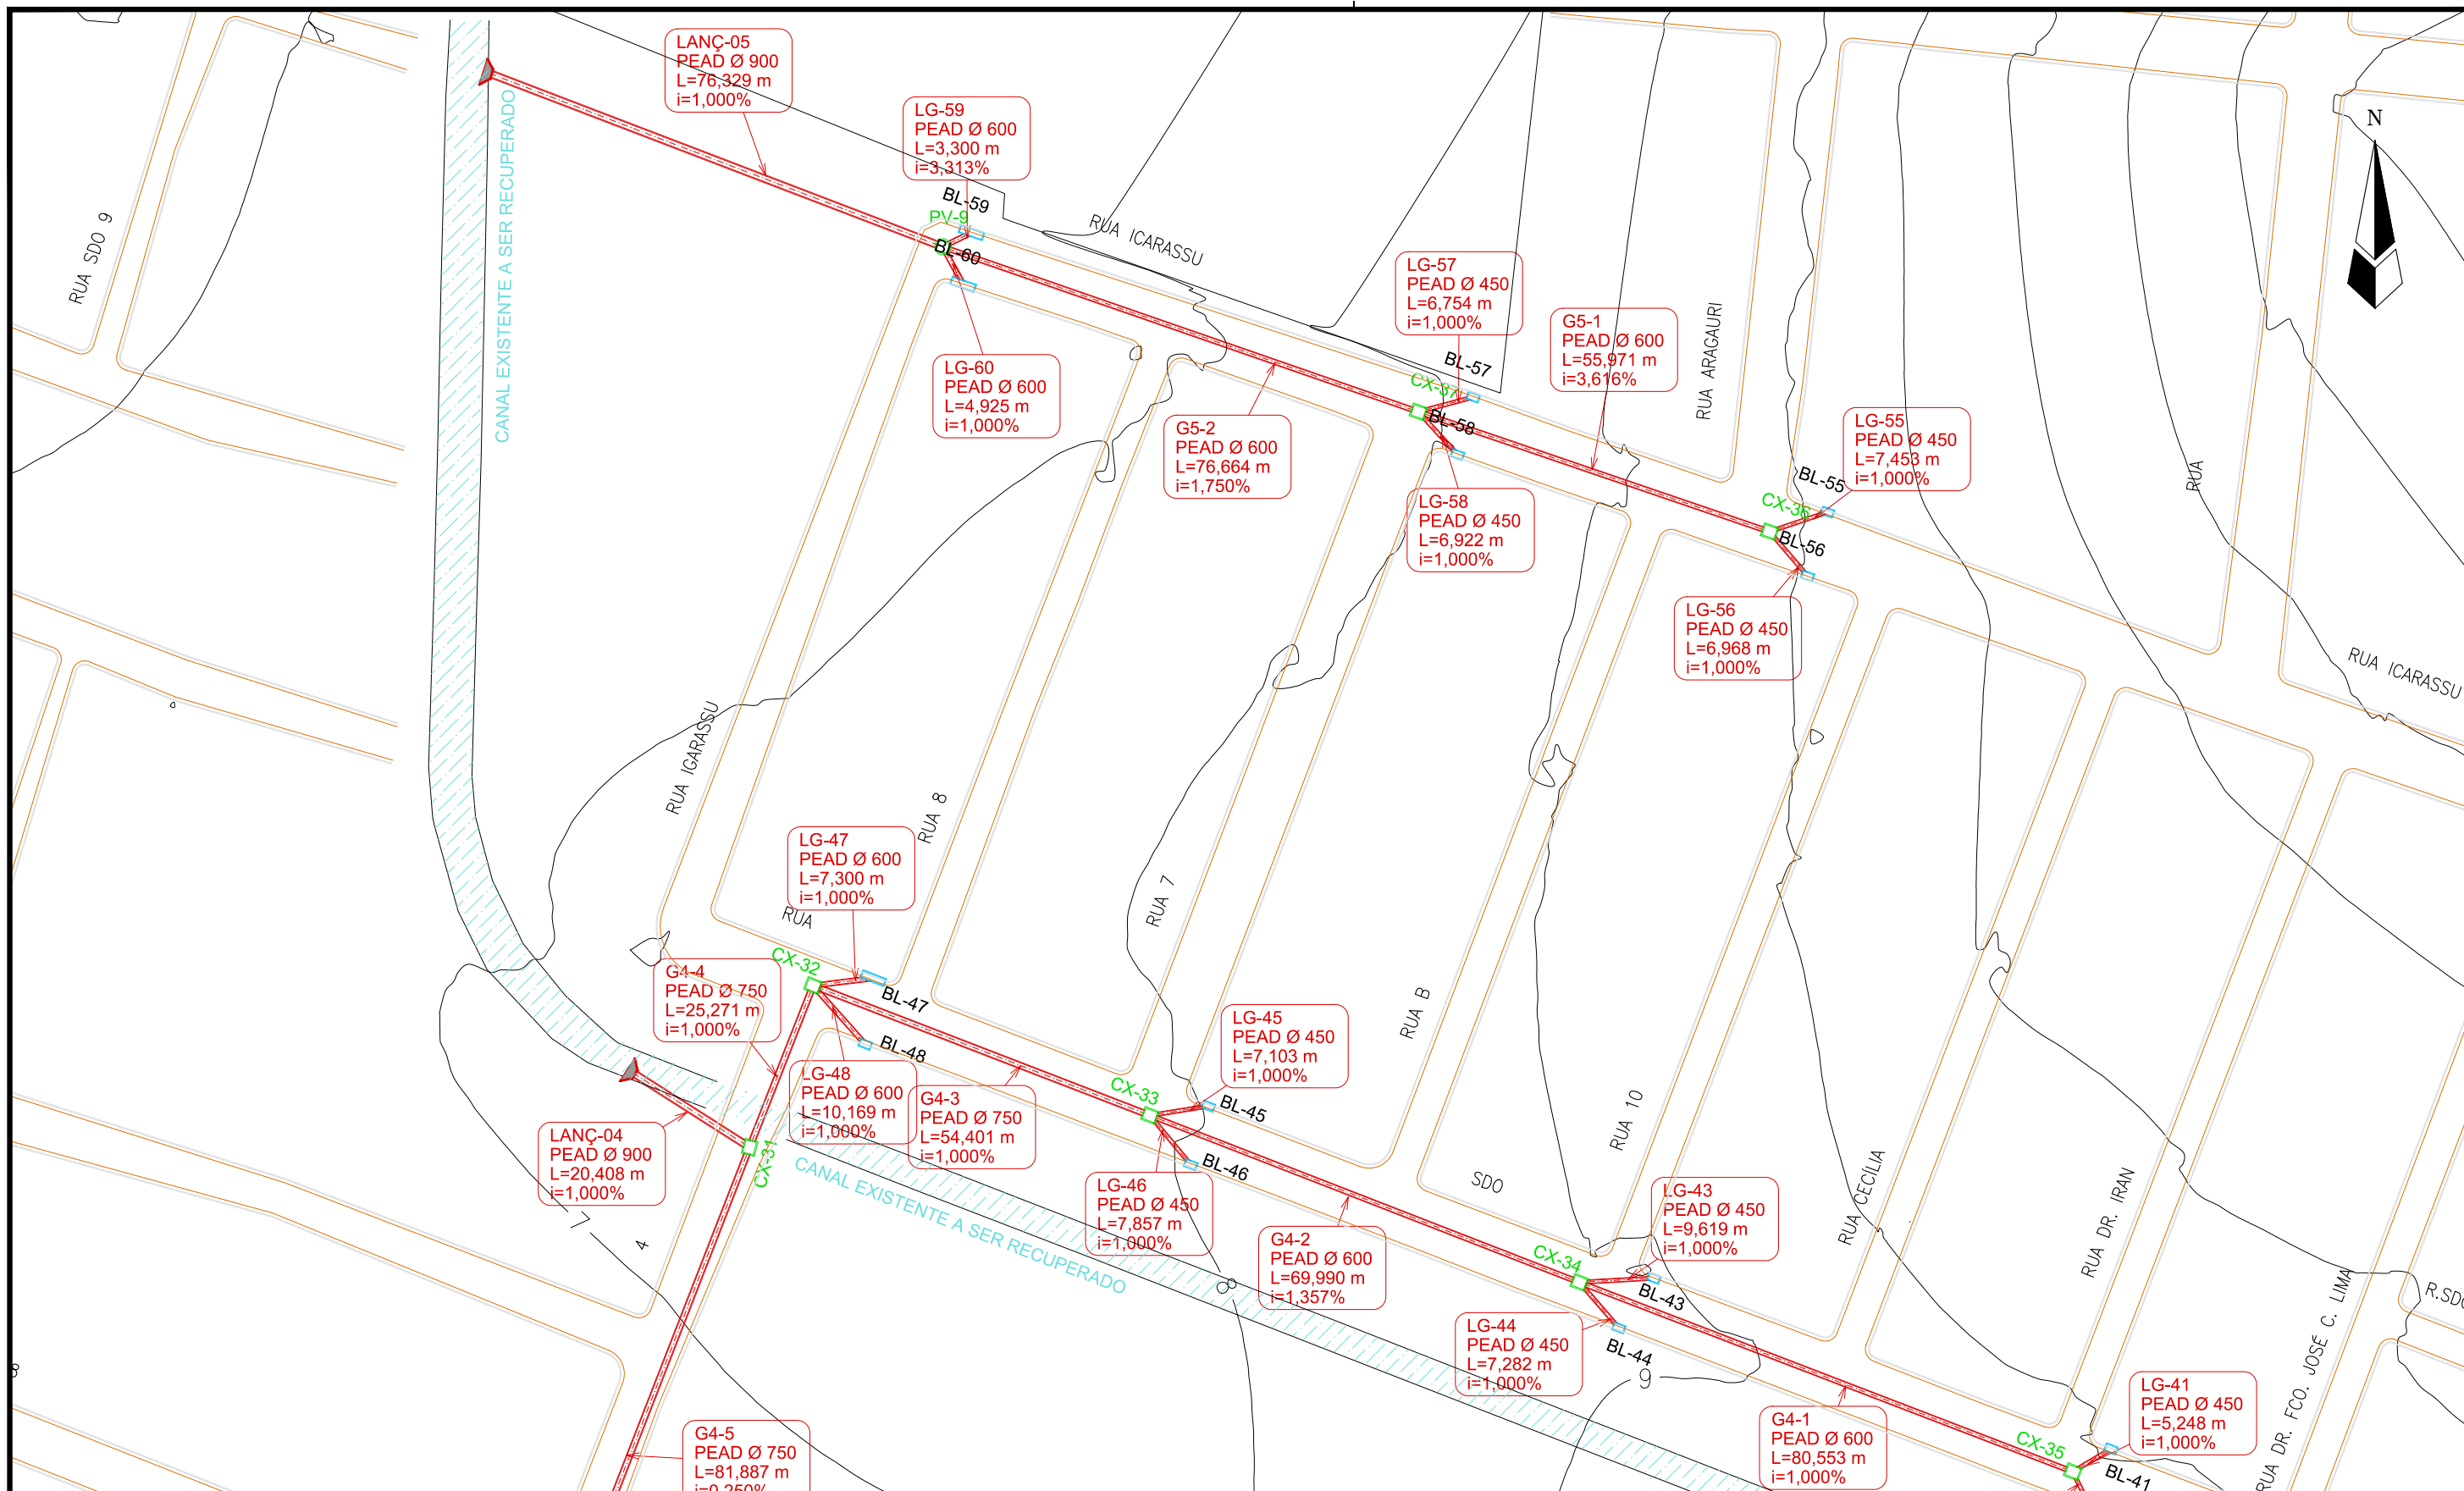 LANÇ-05
PEAD Ø 900
L=76,329 m
i=1,000%
LG-59
PEAD Ø 600
L=3,300 m
i=3,313%
BL-59
PV-9
BL-60
RUA ICARASSU
N
RUA SDO 9
CANAL EXISTENTE A SER RECUPERADO
LG-57
PEAD Ø 450
L=6,754 m
i=1,000%
G5-1
PEAD Ø 600
L=55,971 m
i=3,616%
RUA ARAGAURI
LG-60
PEAD Ø 600
L=4,925 m
i=1,000%
BL-57
CX-37
BL-58
G5-2
PEAD Ø 600
L=76,664 m
i=1,750%
LG-55
PEAD Ø 450
L=7,453 m
i=1,000%
BL-55
CX-36
BL-56
RUA
LG-58
PEAD Ø 450
L=6,922 m
i=1,000%
LG-56
PEAD Ø 450
L=6,968 m
i=1,000%
RUA ICARASSU
RUA IGARASSU
RUA 8
LG-47
PEAD Ø 600
L=7,300 m
i=1,000%
RUA
RUA 7
CX-32
BL-47
G4-4
PEAD Ø 750
L=25,271 m
i=1,000%
BL-48
LG-48
PEAD Ø 600
L=10,169 m
i=1,000%
G4-3
PEAD Ø 750
L=54,401 m
i=1,000%
LG-45
PEAD Ø 450
L=7,103 m
i=1,000%
RUA B
CX-33
BL-45
BL-46
RUA 10
LANÇ-04
PEAD Ø 900
L=20,408 m
i=1,000%
CX-31
CANAL EXISTENTE A SER RECUPERADO
LG-46
PEAD Ø 450
L=7,857 m
i=1,000%
SDO
LG-43
PEAD Ø 450
L=9,619 m
i=1,000%
RUA CECÍLIA
RUA DR. IRAN
7
4
8
G4-2
PEAD Ø 600
L=69,990 m
i=1,357%
CX-34
BL-43
RUA DR. FCO. JOSÉ C. LIMA
LG-44
PEAD Ø 450
L=7,282 m
i=1,000%
BL-44
9
8
G4-1
PEAD Ø 600
L=80,553 m
i=1,000%
CX-35
LG-41
PEAD Ø 450
L=5,248 m
i=1,000%
BL-41
G4-5
PEAD Ø 750
L=81,887 m
i=0,250%